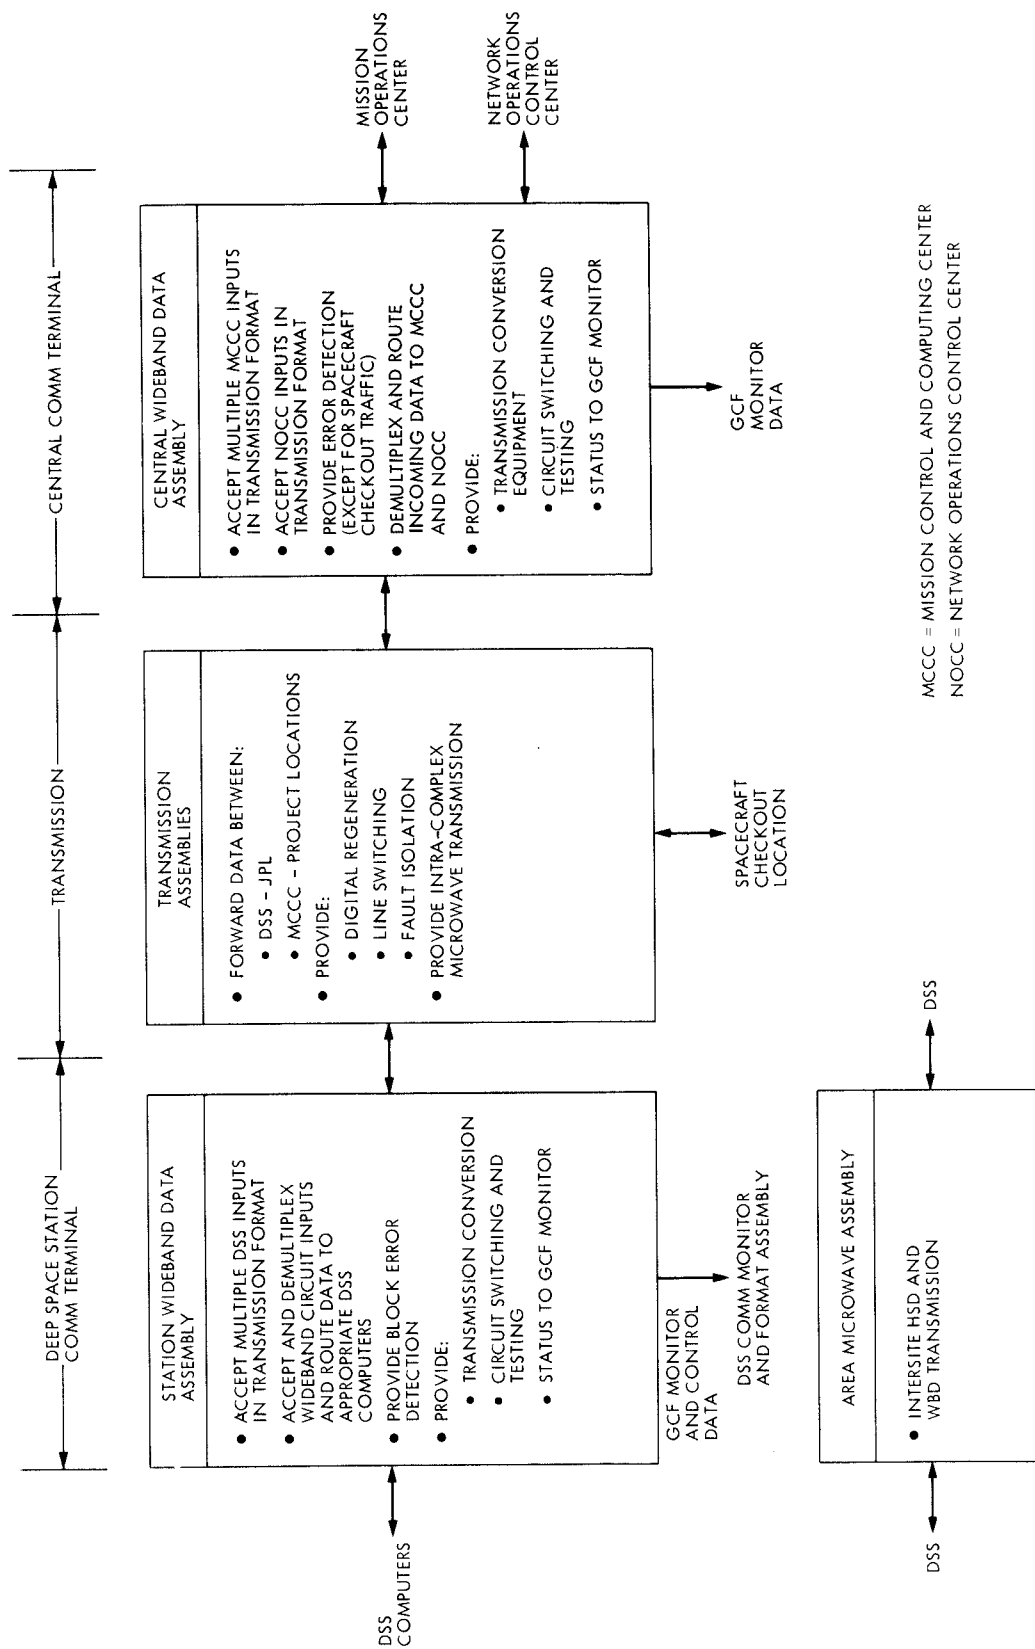 DEEP SPACE STATION
COMM TERMINAL
TRANSMISSION
CENTRAL COMM TERMINAL
STATION WIDEBAND DATA
ASSEMBLY
● ACCEPT MULTIPLE DSS INPUTS
IN TRANSMISSION FORMAT
● ACCEPT AND DEMULTIPLEX
WIDEBAND CIRCUIT INPUTS
AND ROUTE DATA TO
APPROPRIATE DSS
COMPUTERS
● PROVIDE BLOCK ERROR
DETECTION
● PROVIDE:
● TRANSMISSION CONVERSION
● CIRCUIT SWITCHING AND
TESTING
● STATUS TO GCF MONITOR
DSS
COMPUTERS
GCF MONITOR
AND CONTROL
DATA
DSS COMM MONITOR
AND FORMAT ASSEMBLY
TRANSMISSION
ASSEMBLIES
● FORWARD DATA BETWEEN:
● DSS - JPL
● MCCC - PROJECT LOCATIONS
● PROVIDE:
● DIGITAL REGENERATION
● LINE SWITCHING
● FAULT ISOLATION
● PROVIDE INTRA-COMPLEX
MICROWAVE TRANSMISSION
SPACECRAFT
CHECKOUT
LOCATION
CENTRAL WIDEBAND DATA
ASSEMBLY
● ACCEPT MULTIPLE MCCC INPUTS
IN TRANSMISSION FORMAT
● ACCEPT NOCC INPUTS IN
TRANSMISSION FORMAT
● PROVIDE ERROR DETECTION
(EXCEPT FOR SPACECRAFT
CHECKOUT TRAFFIC)
● DEMULTIPLEX AND ROUTE
INCOMING DATA TO MCCC
AND NOCC
● PROVIDE:
● TRANSMISSION CONVERSION
EQUIPMENT
● CIRCUIT SWITCHING AND
TESTING
● STATUS TO GCF MONITOR
MISSION
OPERATIONS
CENTER
NETWORK
OPERATIONS
CONTROL
CENTER
GCF
MONITOR
DATA
AREA MICROWAVE ASSEMBLY
● INTERSITE HSD AND
WBD TRANSMISSION
DSS
DSS
MCCC = MISSION CONTROL AND COMPUTING CENTER
NOCC = NETWORK OPERATIONS CONTROL CENTER